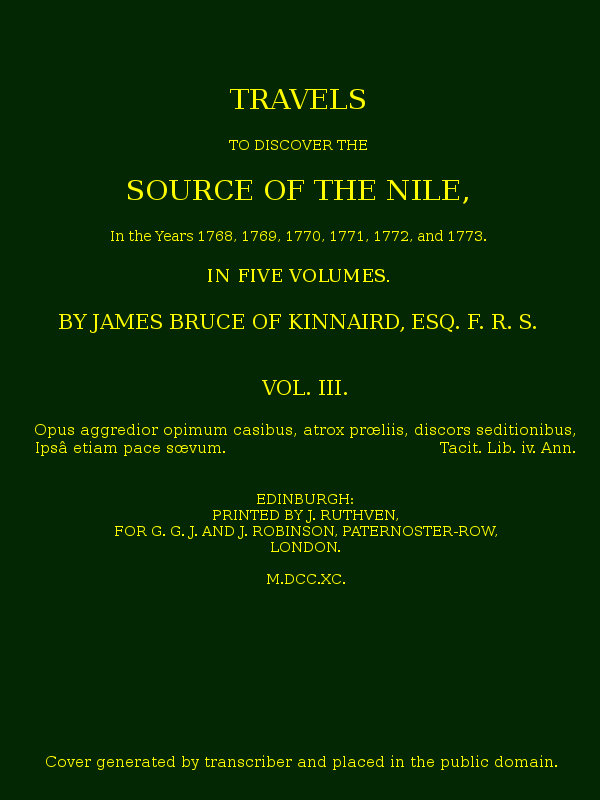 TRAVELS
TO DISCOVER THE
SOURCE OF THE NILE,
In the Years 1768, 1769, 1770, 1771, 1772, and 1773.
IN FIVE VOLUMES.
BY JAMES BRUCE OF KINNAIRD, ESQ. F. R. S.
VOL. III.
Opus aggredior opimum casibus, atrox prœliis, discors seditionibus,
Ipsâ etiam pace sœvum. Tacit. Lib. iv. Ann.
EDINBURGH:
PRINTED BY J. RUTHVEN,
FOR G. G. J. AND J. ROBINSON, PATERNOSTER-ROW,
LONDON.
M.DCC.XC.
Cover generated by transcriber and placed in the public domain.